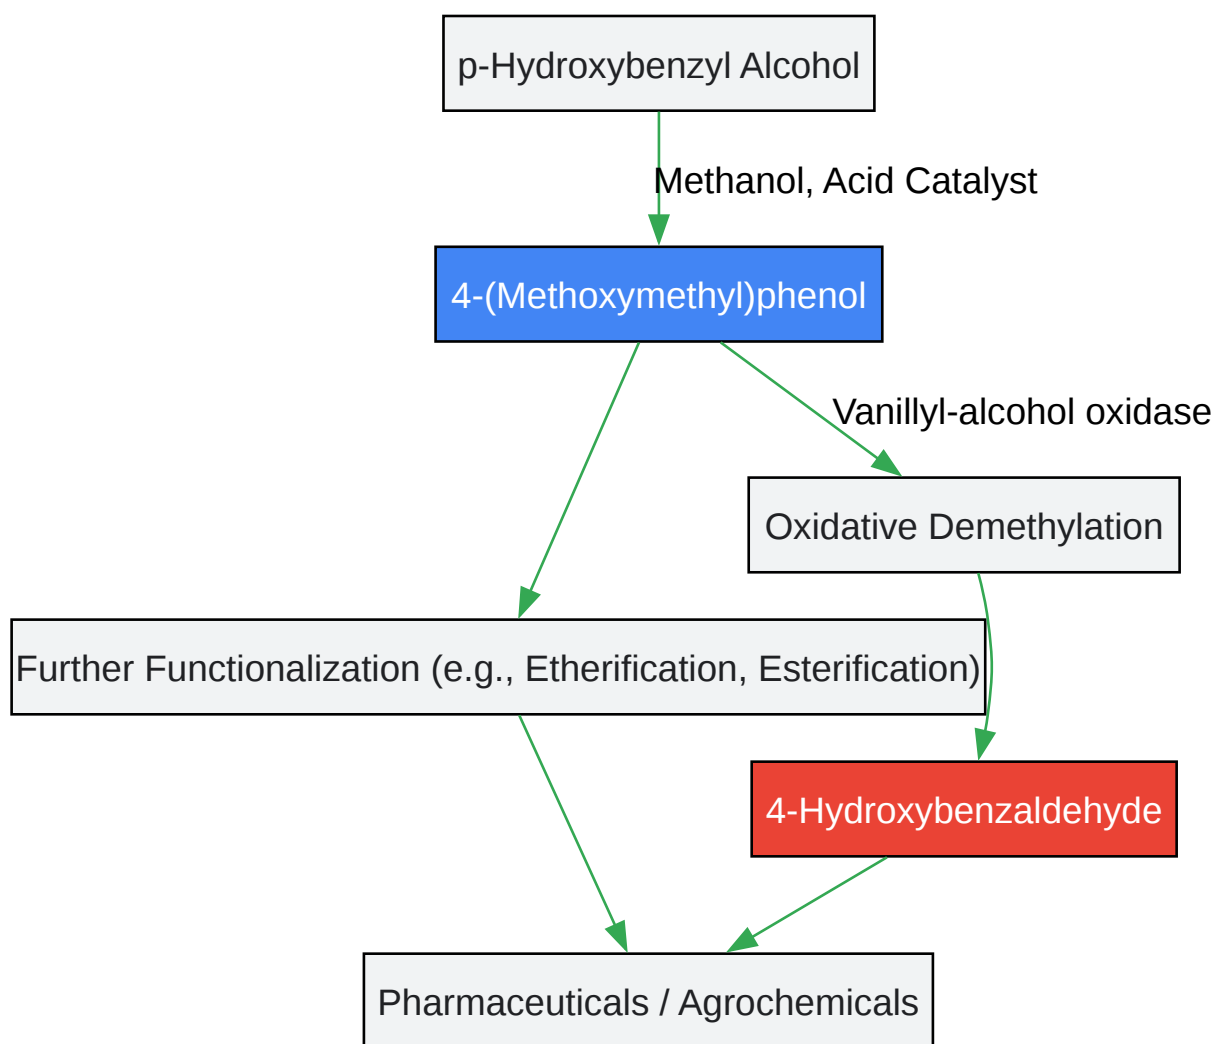 p-Hydroxybenzyl Alcohol
Methanol, Acid Catalyst
4-(Methoxymethyl)phenol
Vanillyl-alcohol oxidase
Oxidative Demethylation
Further Functionalization (e.g., Etherification, Esterification)
4-Hydroxybenzaldehyde
Pharmaceuticals / Agrochemicals